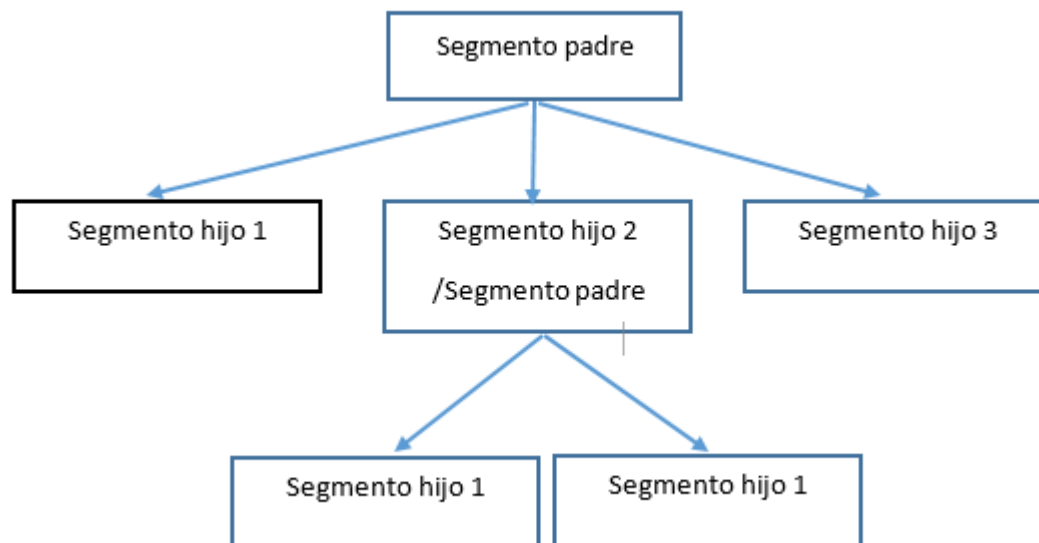 Segmento padre
Segmento hijo 1
Segmento hijo 2
/Segmento padre
Segmento hijo 3
Segmento hijo 1
Segmento hijo 1